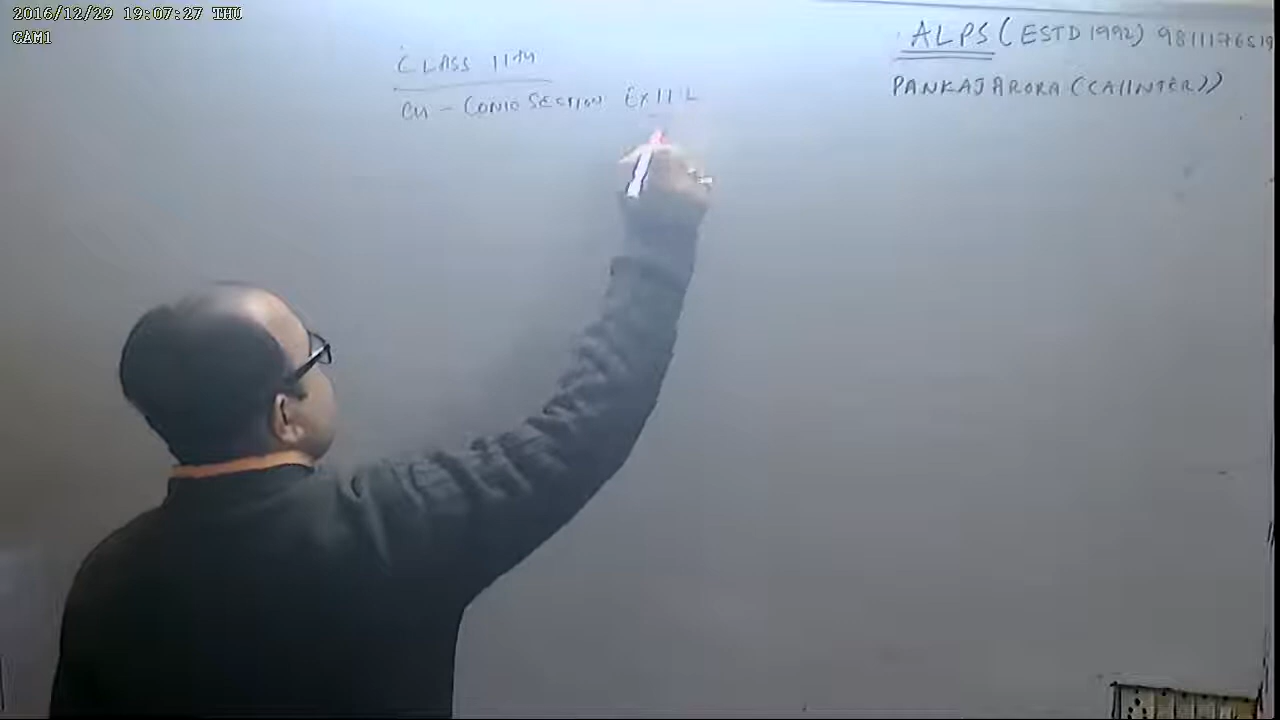 2016/12/29 19:07:27 THU
CAM1
CLASS 11th
CH - CONIC SECTION EX 11.2
ALPS (ESTD 1992) 9811176519
PANKAJ ARORA (CA(INTER))